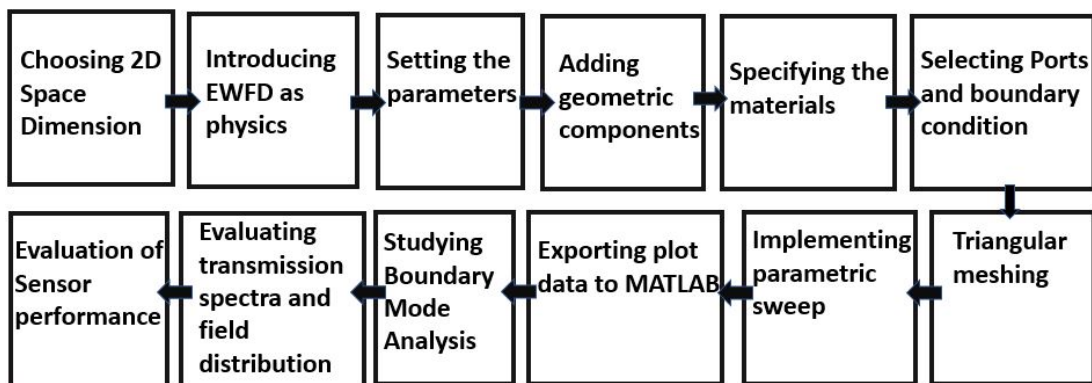 Choosing 2D
Space
Dimension
Introducing
EWFD as
physics
Setting the
parameters
Adding
geometric
components
Specifying the
materials
Selecting Ports
and boundary
condition
Triangular
meshing
Implementing
parametric
sweep
Exporting plot
data to MATLAB
Studying
Boundary
Mode
Analysis
Evaluating
transmission
spectra and
field
distribution
Evaluation of
Sensor
performance